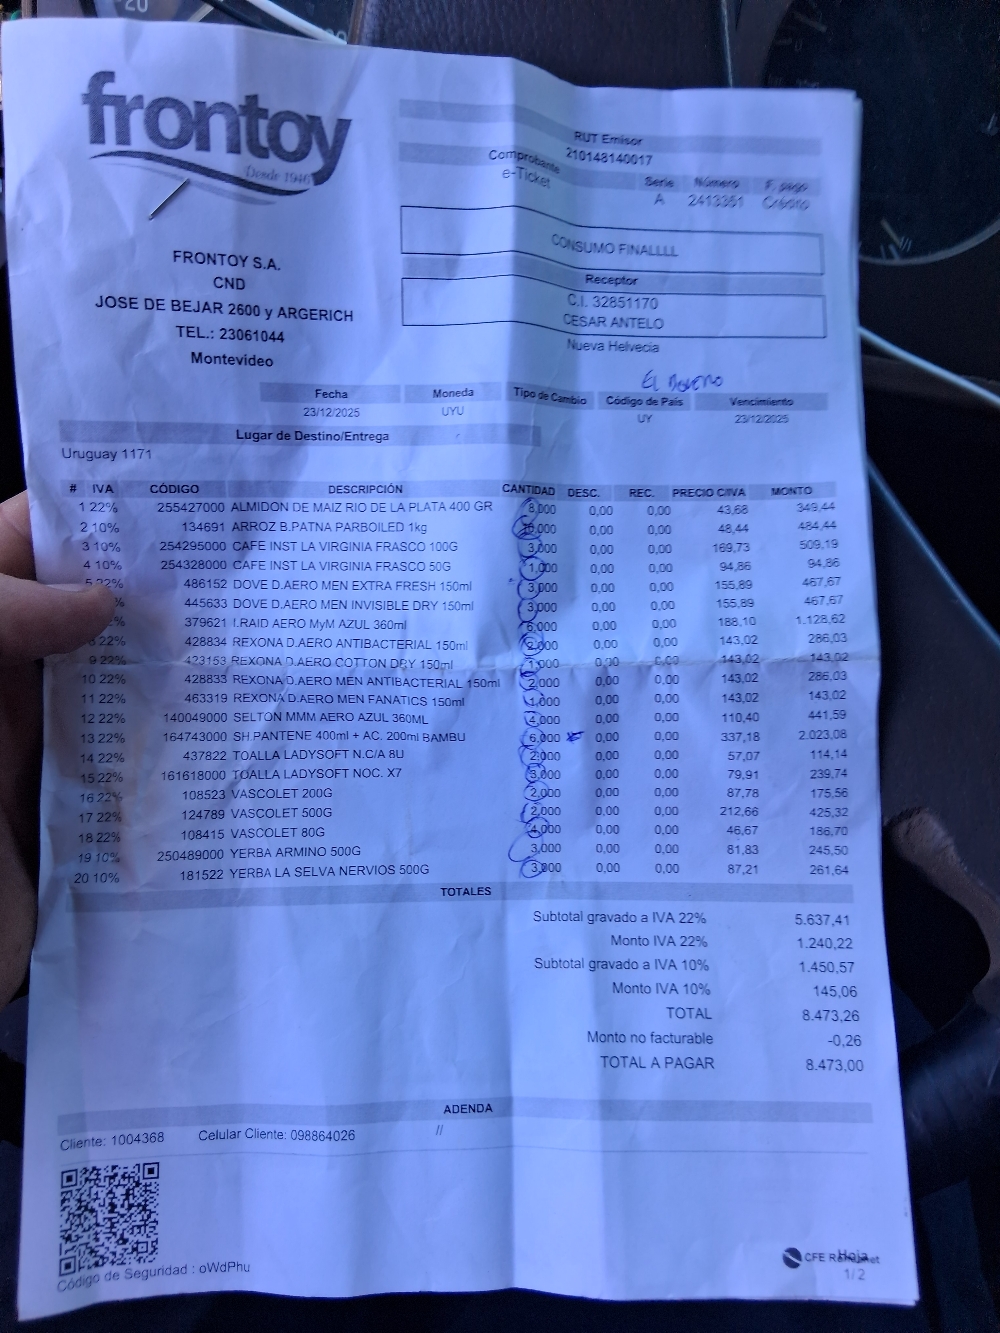 frontoy
Desde 1946
RUT Emisor
210148140017
Comprobante
e-Ticket
Serie Número F. pago
A 2413351 Crédito
CONSUMO FINALLLL
Receptor
C.I. 32851170
CESAR ANTELO
Nueva Helvecia
FRONTOY S.A.
CND
JOSE DE BEJAR 2600 y ARGERICH
TEL.: 23061044
Montevideo
EL
Fecha Moneda Tipo de Cambio Código de País Vencimiento
23/12/2025 UYU UY 23/12/2025
Lugar de Destino/Entrega
Uruguay 1171
# IVA CÓDIGO DESCRIPCIÓN CANTIDAD DESC. REC. PRECIO C/IVA MONTO
1 22% 255427000 ALMIDON DE MAIZ RIO DE LA PLATA 400 GR 8,000 0,00 0,00 43,68 349,44
2 10% 134691 ARROZ B.PATNA PARBOILED 1kg 10,000 0,00 0,00 48,44 484,44
3 10% 254295000 CAFE INST LA VIRGINIA FRASCO 100G 3,000 0,00 0,00 169,73 509,19
4 10% 254328000 CAFE INST LA VIRGINIA FRASCO 50G 1,000 0,00 0,00 94,86 94,86
5 22% 486152 DOVE D.AERO MEN EXTRA FRESH 150ml 3,000 0,00 0,00 155,89 467,67
% 445633 DOVE D.AERO MEN INVISIBLE DRY 150ml 3,000 0,00 0,00 155,89 467,67
% 379621 I.RAID AERO MyM AZUL 360ml 6,000 0,00 0,00 188,10 1.128,62
8 22% 428834 REXONA D.AERO ANTIBACTERIAL 150ml 2,000 0,00 0,00 143,02 286,03
9 22% 423153 REXONA D.AERO COTTON DRY 150ml 1,000 0,00 0,00 143,02 143,02
10 22% 428833 REXONA D.AERO MEN ANTIBACTERIAL 150ml 2,000 0,00 0,00 143,02 286,03
11 22% 463319 REXONA D.AERO MEN FANATICS 150ml 1,000 0,00 0,00 143,02 143,02
12 22% 140049000 SELTON MMM AERO AZUL 360ML 4,000 0,00 0,00 110,40 441,59
13 22% 164743000 SH.PANTENE 400ml + AC. 200ml BAMBU 6,000 0,00 0,00 337,18 2.023,08
14 22% 437822 TOALLA LADYSOFT N.C/A 8U 2,000 0,00 0,00 57,07 114,14
15 22% 161618000 TOALLA LADYSOFT NOC. X7 3,000 0,00 0,00 79,91 239,74
16 22% 108523 VASCOLET 200G 2,000 0,00 0,00 87,78 175,56
17 22% 124789 VASCOLET 500G 2,000 0,00 0,00 212,66 425,32
18 22% 108415 VASCOLET 80G 4,000 0,00 0,00 46,67 186,70
19 10% 250489000 YERBA ARMINO 500G 3,000 0,00 0,00 81,83 245,50
20 10% 181522 YERBA LA SELVA NERVIOS 500G 3,000 0,00 0,00 87,21 261,64
TOTALES
Subtotal gravado a IVA 22% 5.637,41
Monto IVA 22% 1.240,22
Subtotal gravado a IVA 10% 1.450,57
Monto IVA 10% 145,06
TOTAL 8.473,26
Monto no facturable -0,26
TOTAL A PAGAR 8.473,00
ADENDA
Cliente: 1004368 Celular Cliente: 098864026 //
Código de Seguridad : oWdPhu
CFE
Hoja
1/2